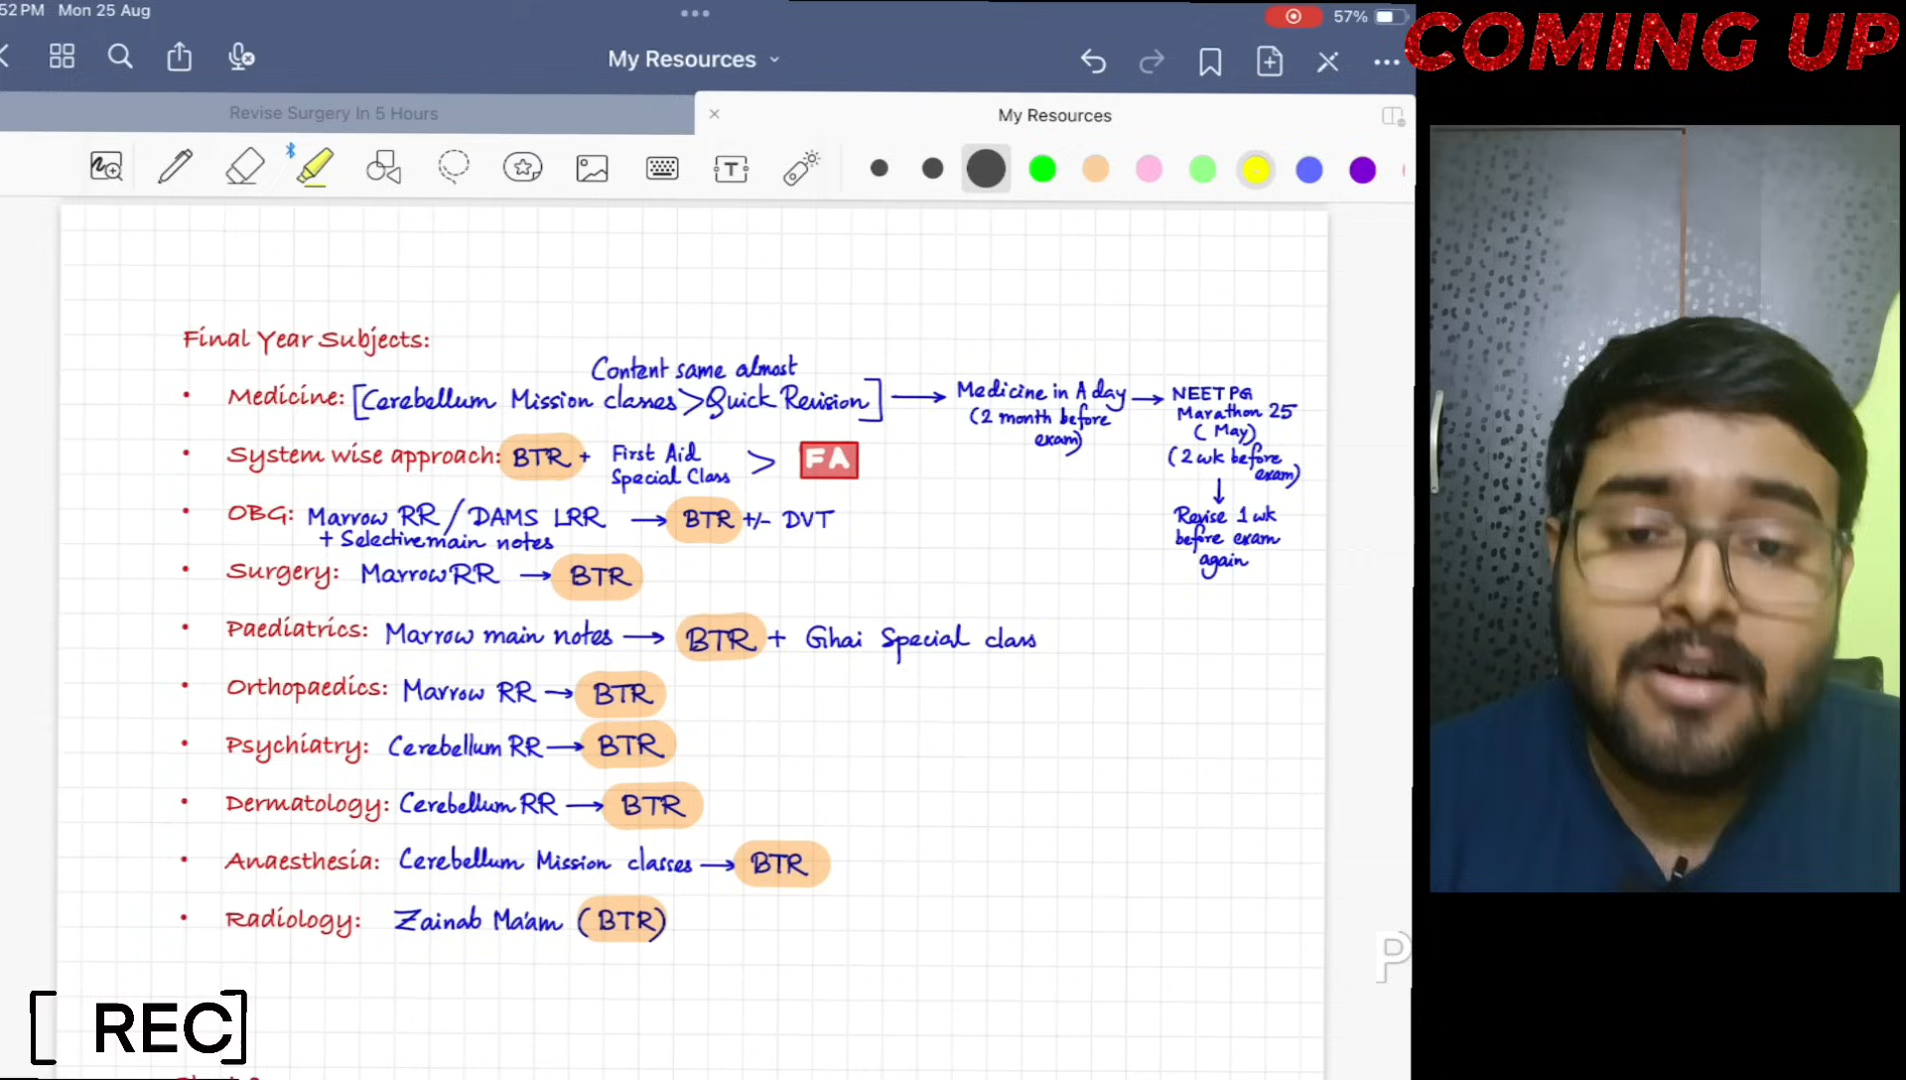 52 PM Mon 25 Aug
57%
COMING UP
My Resources
Revise Surgery In 5 Hours
My Resources
Final Year Subjects:
Content same almost
• Medicine: [Cerebellum Mission classes > Quick Revision] → Medicine in A day → NEET PG
(2 month before exam)
Marathon 25
(May)
(2 wk before exam)
↓
Revise 1 wk
before exam
again
• System wise approach: BTR + First Aid Special Class > FA
• OBG: Marrow RR / DAMS LRR → BTR +/- DVT
+ Selective main notes
• Surgery: Marrow RR → BTR
• Paediatrics: Marrow main notes → BTR + Ghai Special class
• Orthopaedics: Marrow RR → BTR
• Psychiatry: Cerebellum RR → BTR
• Dermatology: Cerebellum RR → BTR
• Anaesthesia: Cerebellum Mission classes → BTR
• Radiology: Zainab Ma'am (BTR)
P
[ REC]